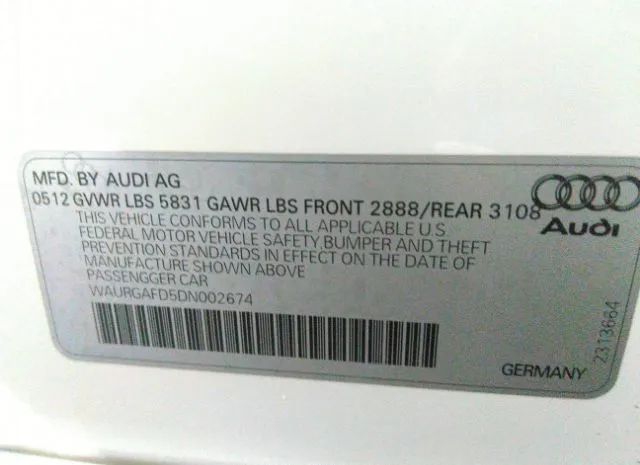 MFD. BY AUDI AG
0512 GVWR LBS 5831 GAWR LBS FRONT 2888/REAR 3108
THIS VEHICLE CONFORMS TO ALL APPLICABLE U.S
FEDERAL MOTOR VEHICLE SAFETY,BUMPER AND THEFT
PREVENTION STANDARDS IN EFFECT ON THE DATE OF
MANUFACTURE SHOWN ABOVE
PASSENGGER CAR
WAURGAFD5DN002674
Audi
2313664
GERMANY